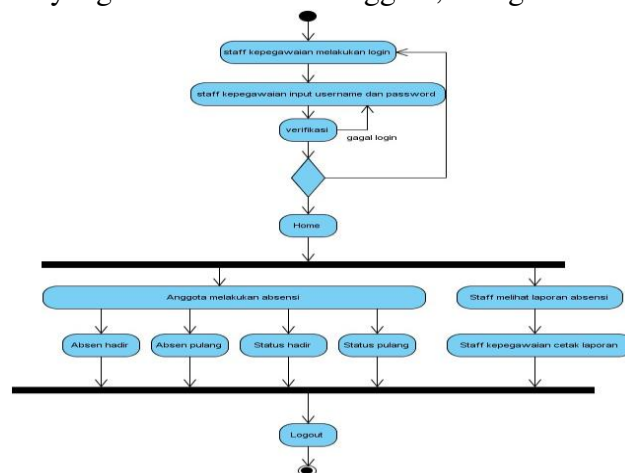 staff kepegawaian melakukan login
staff kepegawaian input username dan password
verifikasi
gagal login
Home
Anggota melakukan absensi
Staff melihat laporan absensi
Absen hadir
Absen pulang
Status hadir
Status pulang
Staff kepegawaian cetak laporan
Logout